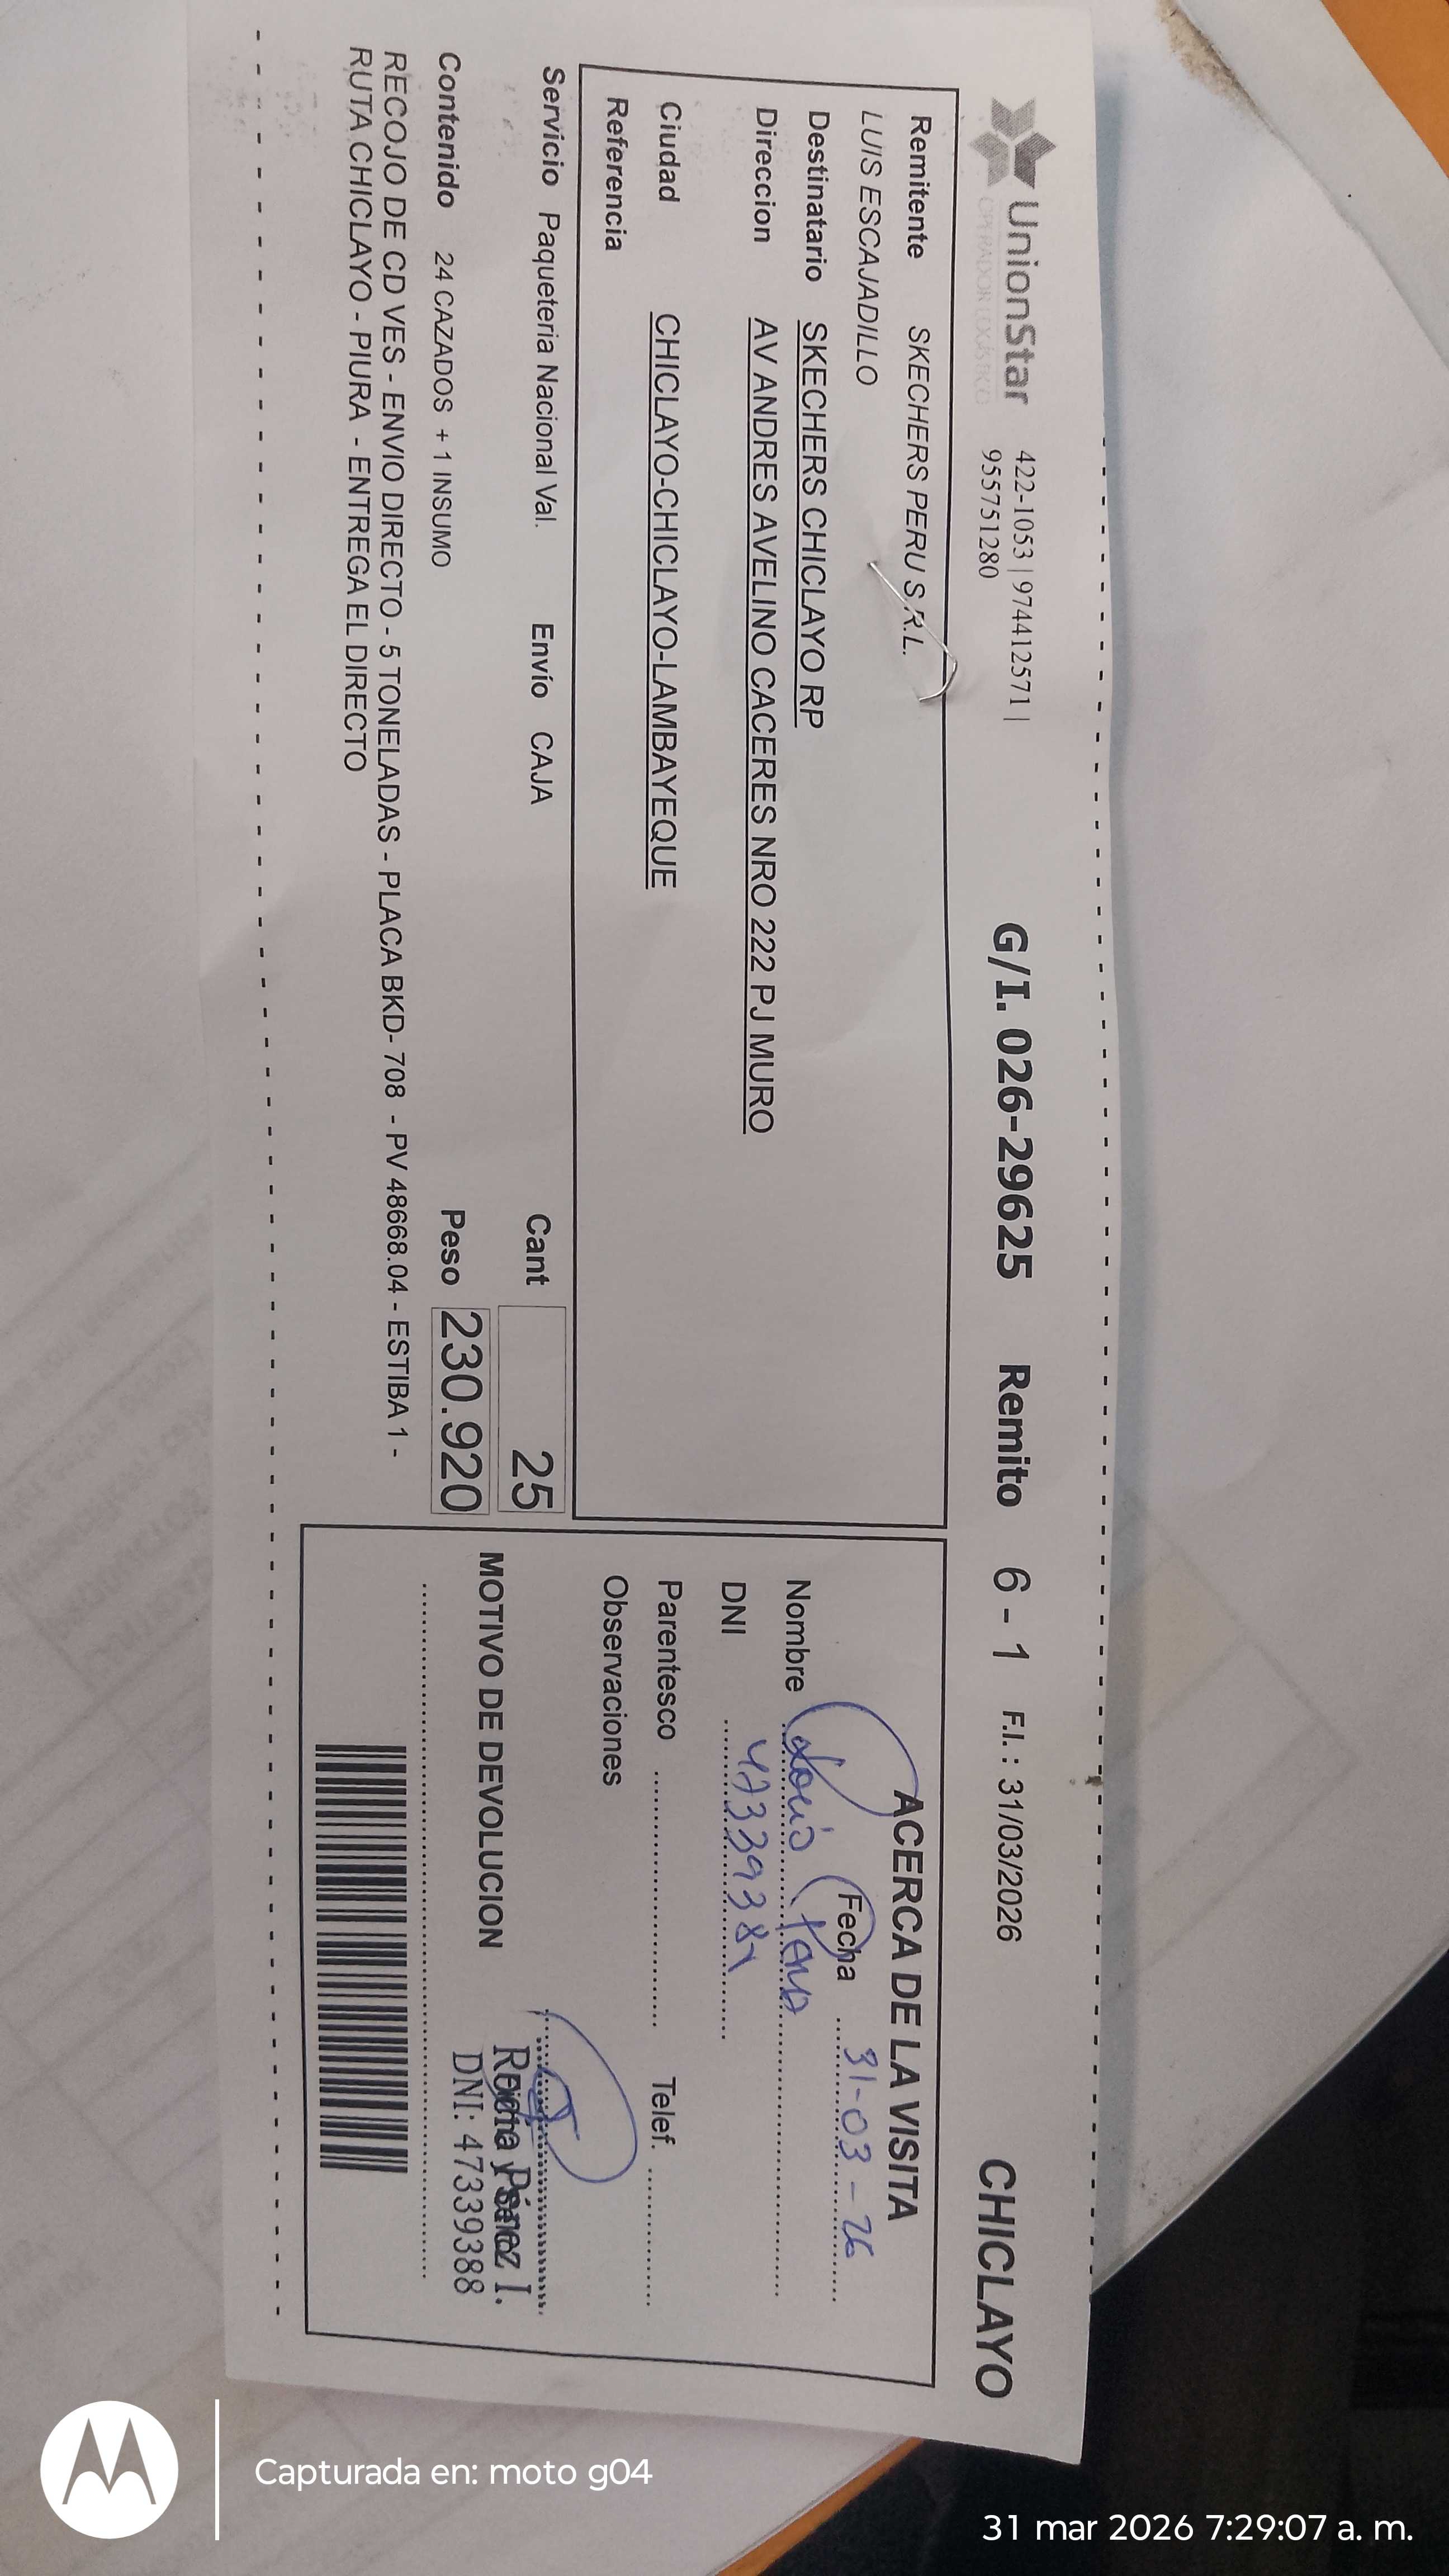 UnionStar
OPERADOR LOGÍSTICO
422-1053 | 974412571 |
955751280
G/I. 026-29625 Remito 6 - 1 F.I. : 31/03/2026 CHICLAYO
Remitente SKECHERS PERU S.R.L.
LUIS ESCAJADILLO
Destinatario SKECHERS CHICLAYO RP
Direccion AV ANDRES AVELINO CACERES NRO 222 PJ MURO
Ciudad CHICLAYO-CHICLAYO-LAMBAYEQUE
Referencia
Servicio Paqueteria Nacional Val. Envío CAJA Cant 25
Contenido 24 CAZADOS + 1 INSUMO Peso 230.920
RECOJO DE CD VES - ENVIO DIRECTO - 5 TONELADAS - PLACA BKD- 708 - PV 48668.04 - ESTIBA 1 -
RUTA CHICLAYO - PIURA - ENTREGA EL DIRECTO
ACERCA DE LA VISITA
Fecha 31-03-26
Nombre
DNI
Parentesco Telef.
Observaciones
MOTIVO DE DEVOLUCION
DNI: 47339388
Capturada en: moto g04
31 mar 2026 7:29:07 a. m.